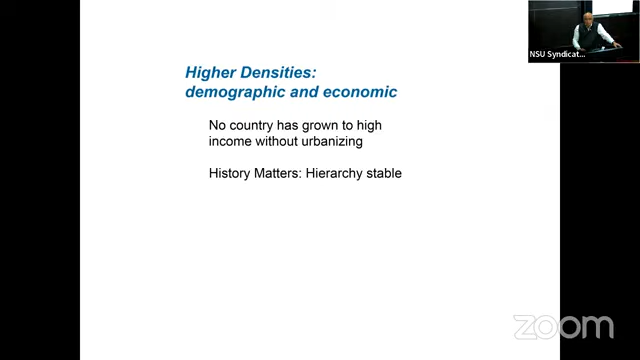 NSU Syndicat...
Higher Densities:
demographic and economic
No country has grown to high
income without urbanizing
History Matters: Hierarchy stable
zoom